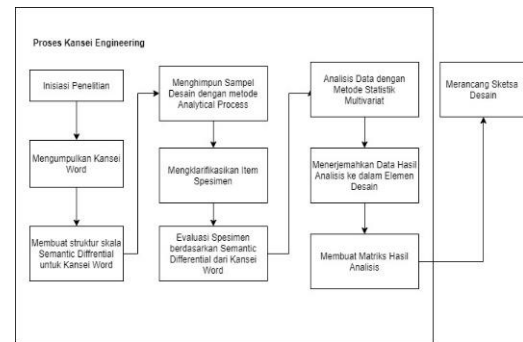 Proses Kansei Engineering
Inisiasi Penelitian
Mengumpulkan Kansei
Word
Membuat struktur skala
Semantic Diffrential
untuk Kansei Word
Menghimpun Sampel
Desain dengan metode
Analytical Process
Mengklarifikasikan Item
Spesimen
Evaluasi Spesimen
berdasarkan Semantic
Differential dari Kansei
Word
Analisis Data dengan
Metode Statistik
Multivariat
Menerjemahkan Data Hasil
Analisis ke dalam Elemen
Desain
Membuat Matriks Hasil
Analisis
Merancang Sketsa
Desain